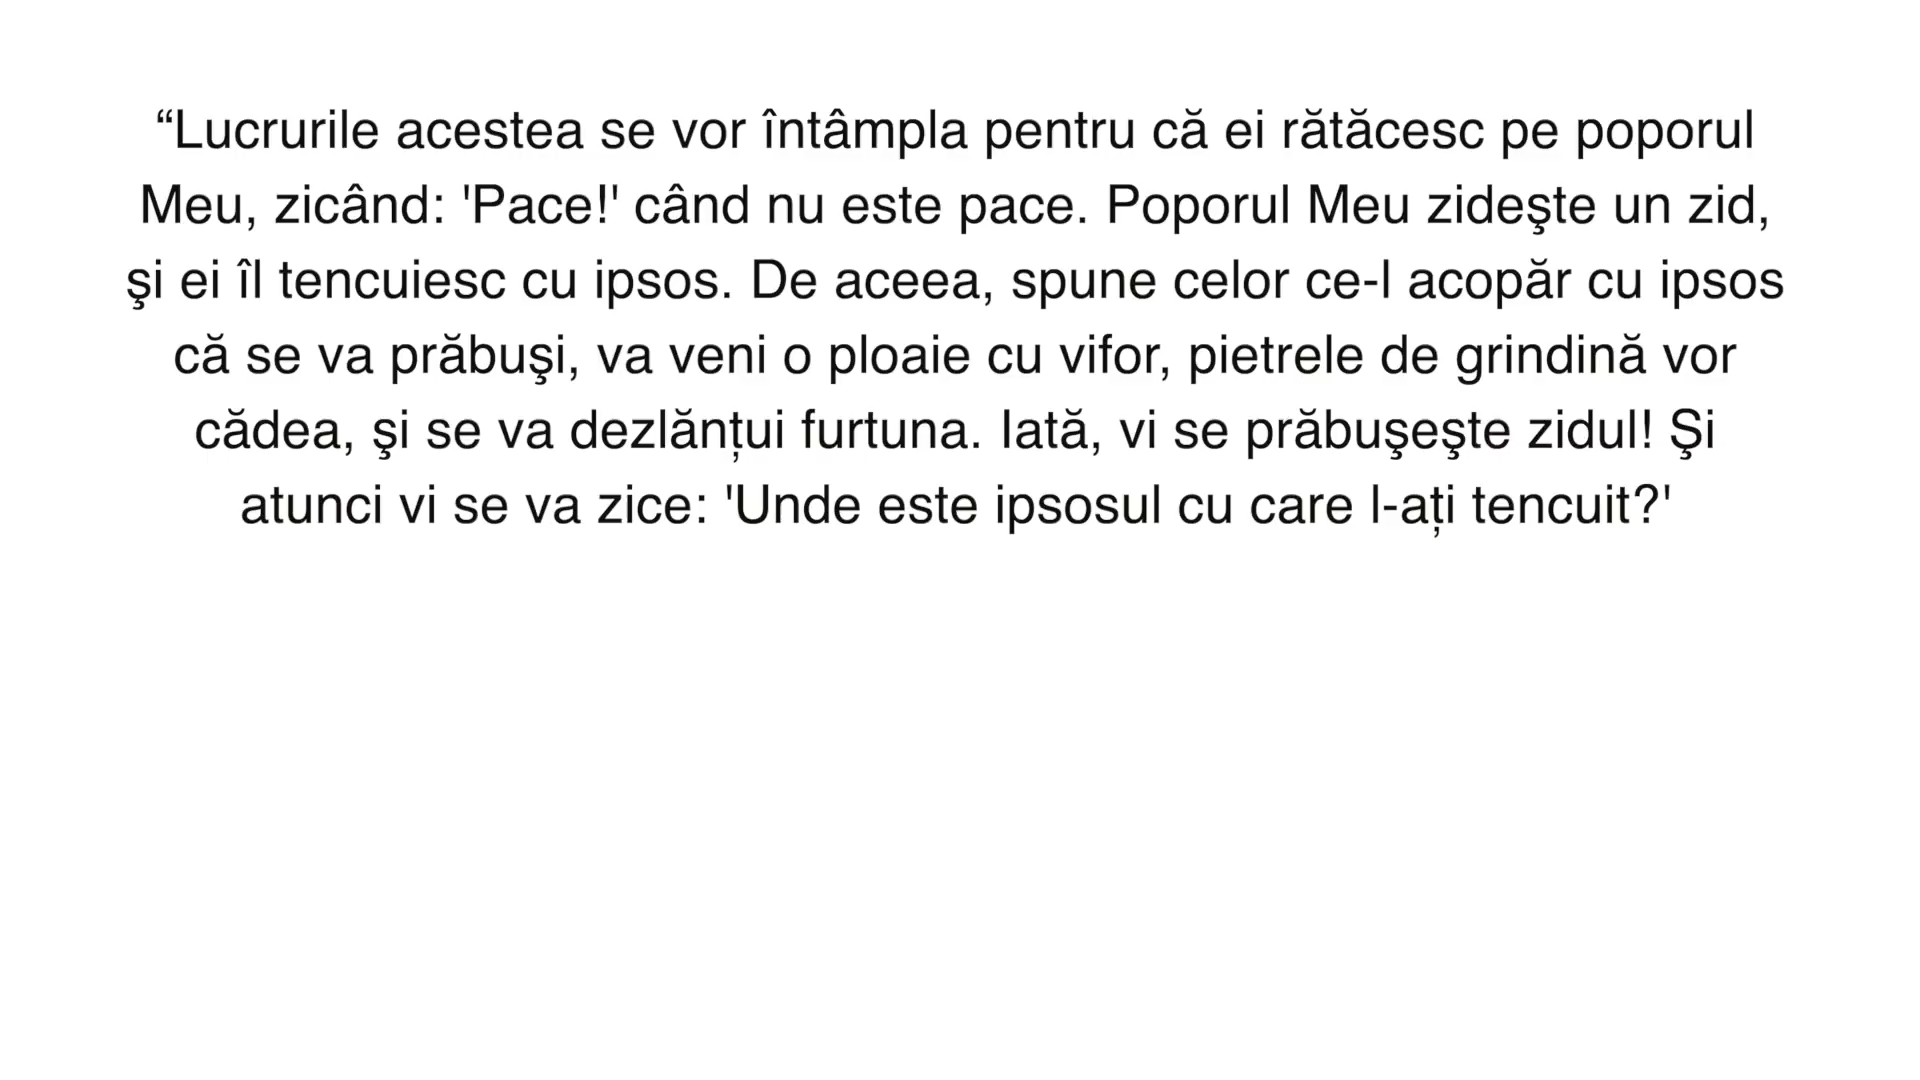 “Lucrurile acestea se vor întâmpla pentru că ei rătăcesc pe poporul
Meu, zicând: 'Pace!' când nu este pace. Poporul Meu zideşte un zid,
şi ei îl tencuiesc cu ipsos. De aceea, spune celor ce-l acopăr cu ipsos
că se va prăbuşi, va veni o ploaie cu vifor, pietrele de grindină vor
cădea, şi se va dezlănțui furtuna. Iată, vi se prăbuşeşte zidul! Şi
atunci vi se va zice: 'Unde este ipsosul cu care l-ați tencuit?'